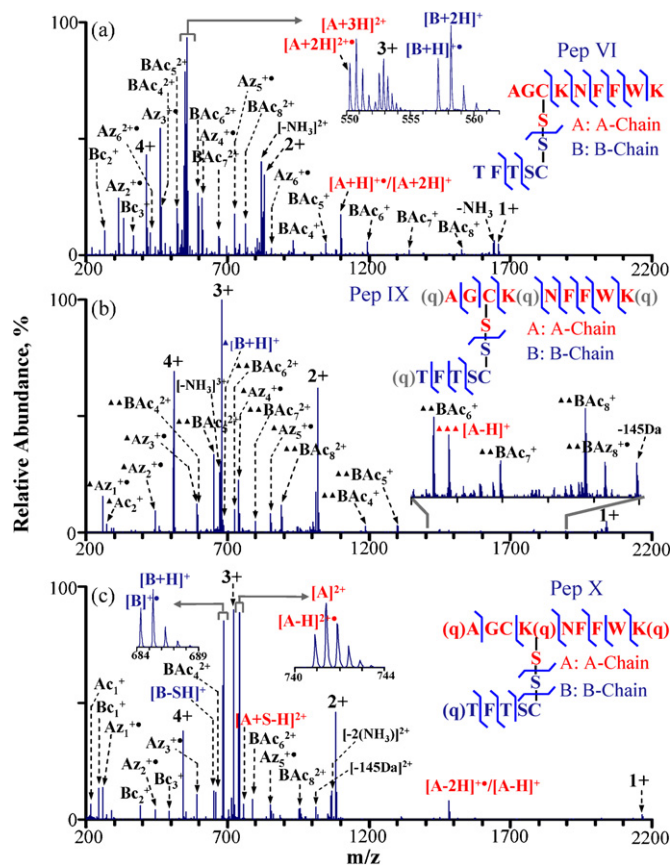 (a)
100
50
0
[A+3H]²⁺
[A+2H]²⁺•
3+
[B+2H]⁺
[B+H]⁺•
550 555 560
Pep VI
AGCKNFFWK
S
S
TFTSC
A: A-Chain
B: B-Chain
BAc₅²⁺
BAc₄²⁺
Az₃⁺•
Az₆²⁺•
4+
Bc₂⁺
Az₂⁺•
Bc₃⁺
BAc₆²⁺
Az₄⁺•
BAc₇²⁺
Az₅⁺•
BAc₈²⁺
[-NH₃]²⁺
2+
Az₆⁺•
BAc₄⁺
BAc₅⁺
[A+H]⁺•/[A+2H]⁺
BAc₆⁺
BAc₇⁺
BAc₈⁺
-NH₃
1+
200 700 1200 1700 2200
Relative Abundance, %
(b)
100
0
3+
4+
▲[B+H]⁺
[-NH₃]³⁺
▲▲BAc₆²⁺
▲Az₄⁺•
▲▲BAc₇²⁺
▲Az₅⁺•
▲▲BAc₈²⁺
2+
▲▲BAc₄²⁺
▲Az₃⁺•
▲Az₂⁺•
▲Az₁⁺•
▲Ac₂⁺
▲▲BAc₅⁺
▲▲BAc₄⁺
Pep IX
(q)AGCK(q)NFFWK(q)
S
S
(q)TFTSC
A: A-Chain
B: B-Chain
▲▲BAc₆⁺
▲▲▲[A-H]⁺
▲▲BAc₇⁺
▲▲BAc₈⁺
▲▲BAz₈⁺•
-145Da
1+
200 700 1200 1700 2200
(c)
100
0
[B+H]⁺
[B]⁺•
684 689
3+
[A]²⁺
[A-H]²⁺•
740 744
Pep X
(q)AGCK(q)NFFWK(q)
S
S
(q)TFTSC
A: A-Chain
B: B-Chain
BAc₄²⁺
[B-SH]⁺
4+
Ac₁⁺
Bc₁⁺
Az₁⁺•
Az₃⁺•
Az₂⁺•
Bc₂⁺
Bc₃⁺
[A+S-H]²⁺
BAc₆²⁺
Az₅⁺•
BAc₈²⁺
2+
[-2(NH₃)]²⁺
[-145Da]²⁺
[A-2H]⁺•/[A-H]⁺
1+
200 700 1200 1700 2200
m/z